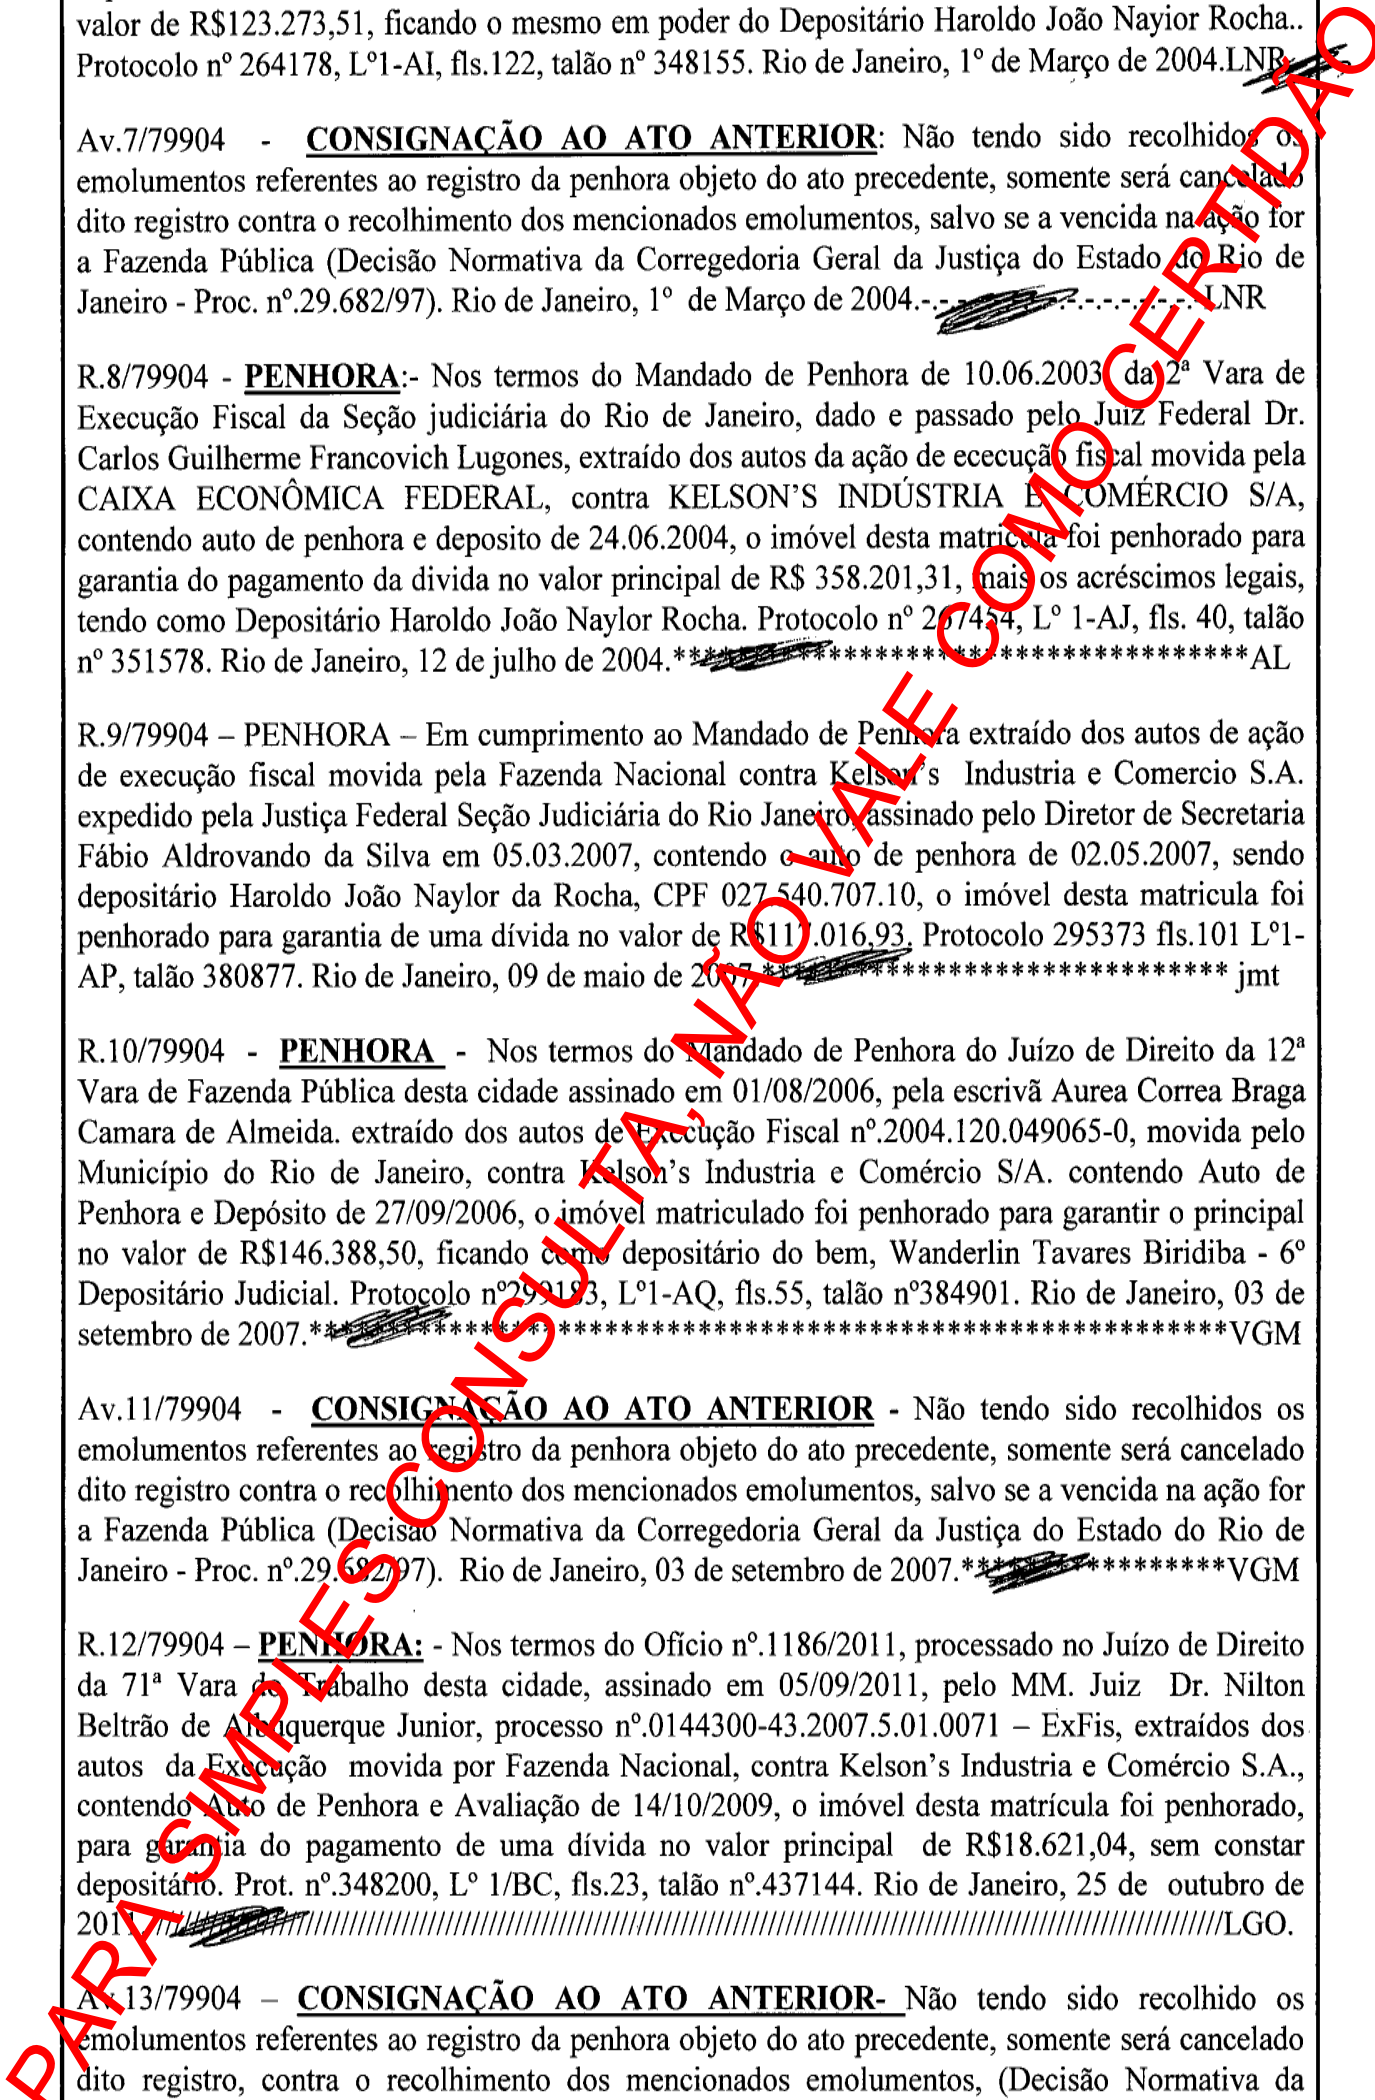 valor de R$123.273,51, ficando o mesmo em poder do Depositário Haroldo João Nayior Rocha..
Protocolo nº 264178, Lº1-AI, fls.122, talão nº 348155. Rio de Janeiro, 1º de Março de 2004.LNR
Av.7/79904 - CONSIGNAÇÃO AO ATO ANTERIOR: Não tendo sido recolhidos os
emolumentos referentes ao registro da penhora objeto do ato precedente, somente será cancelado
dito registro contra o recolhimento dos mencionados emolumentos, salvo se a vencida na ação for
a Fazenda Pública (Decisão Normativa da Corregedoria Geral da Justiça do Estado do Rio de
Janeiro - Proc. nº.29.682/97). Rio de Janeiro, 1º de Março de 2004.-.-.-.-.-.-.-.-.-LNR
R.8/79904 - PENHORA:- Nos termos do Mandado de Penhora de 10.06.2003, da 2ª Vara de
Execução Fiscal da Seção judiciária do Rio de Janeiro, dado e passado pelo Juiz Federal Dr.
Carlos Guilherme Francovich Lugones, extraído dos autos da ação de ececução fiscal movida pela
CAIXA ECONÔMICA FEDERAL, contra KELSON'S INDÚSTRIA E COMÉRCIO S/A,
contendo auto de penhora e deposito de 24.06.2004, o imóvel desta matricula foi penhorado para
garantia do pagamento da divida no valor principal de R$ 358.201,31, mais os acréscimos legais,
tendo como Depositário Haroldo João Naylor Rocha. Protocolo nº 267454, Lº 1-AJ, fls. 40, talão
nº 351578. Rio de Janeiro, 12 de julho de 2004.******************************************AL
R.9/79904 – PENHORA – Em cumprimento ao Mandado de Penhora extraído dos autos de ação
de execução fiscal movida pela Fazenda Nacional contra Kelson's Industria e Comercio S.A.
expedido pela Justiça Federal Seção Judiciária do Rio Janeiro, assinado pelo Diretor de Secretaria
Fábio Aldrovando da Silva em 05.03.2007, contendo o auto de penhora de 02.05.2007, sendo
depositário Haroldo João Naylor da Rocha, CPF 027.540.707.10, o imóvel desta matricula foi
penhorado para garantia de uma dívida no valor de R$117.016,93. Protocolo 295373 fls.101 Lº1-
AP, talão 380877. Rio de Janeiro, 09 de maio de 2007.********************************** jmt
R.10/79904 - PENHORA - Nos termos do Mandado de Penhora do Juízo de Direito da 12ª
Vara de Fazenda Pública desta cidade assinado em 01/08/2006, pela escrivã Aurea Correa Braga
Camara de Almeida. extraído dos autos de Execução Fiscal nº.2004.120.049065-0, movida pelo
Município do Rio de Janeiro, contra Kelson's Industria e Comércio S/A. contendo Auto de
Penhora e Depósito de 27/09/2006, o imóvel matriculado foi penhorado para garantir o principal
no valor de R$146.388,50, ficando como depositário do bem, Wanderlin Tavares Biridiba - 6º
Depositário Judicial. Protocolo nº299183, Lº1-AQ, fls.55, talão nº384901. Rio de Janeiro, 03 de
setembro de 2007.******************************************************************VGM
Av.11/79904 - CONSIGNAÇÃO AO ATO ANTERIOR - Não tendo sido recolhidos os
emolumentos referentes ao registro da penhora objeto do ato precedente, somente será cancelado
dito registro contra o recolhimento dos mencionados emolumentos, salvo se a vencida na ação for
a Fazenda Pública (Decisão Normativa da Corregedoria Geral da Justiça do Estado do Rio de
Janeiro - Proc. nº.29.682/97). Rio de Janeiro, 03 de setembro de 2007.*******************VGM
R.12/79904 – PENHORA: - Nos termos do Ofício nº.1186/2011, processado no Juízo de Direito
da 71ª Vara do Trabalho desta cidade, assinado em 05/09/2011, pelo MM. Juiz Dr. Nilton
Beltrão de Albuquerque Junior, processo nº.0144300-43.2007.5.01.0071 – ExFis, extraídos dos
autos da Execução movida por Fazenda Nacional, contra Kelson's Industria e Comércio S.A.,
contendo Auto de Penhora e Avaliação de 14/10/2009, o imóvel desta matrícula foi penhorado,
para garantia do pagamento de uma dívida no valor principal de R$18.621,04, sem constar
depositário. Prot. nº.348200, Lº 1/BC, fls.23, talão nº.437144. Rio de Janeiro, 25 de outubro de
2011.////////////////////////////////////////////////////////////////////////////////////////////////LGO.
Av.13/79904 – CONSIGNAÇÃO AO ATO ANTERIOR- Não tendo sido recolhido os
emolumentos referentes ao registro da penhora objeto do ato precedente, somente será cancelado
dito registro, contra o recolhimento dos mencionados emolumentos, (Decisão Normativa da
PARA SIMPLES CONSULTA, NÃO VALE COMO CERTIDÃO